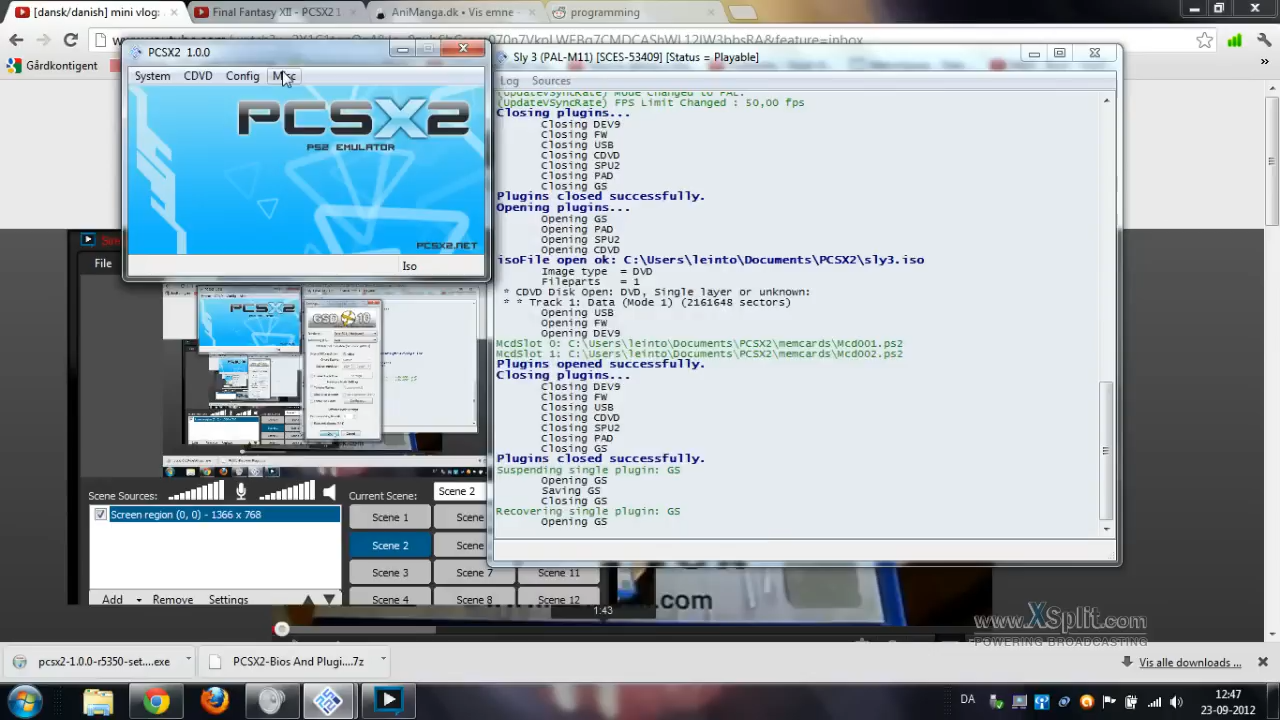 [dansk/danish] mini vlog:
Final Fantasy XII - PCSX2 1
AniManga.dk • Vis emne -
programming
Gårdkontigent
PCSX2 1.0.0
System CDVD Config Misc
PCSX2
PS2 EMULATOR
PCSX2.NET
Iso
File
Sly 3 (PAL-M11) [SCES-53409] [Status = Playable]
Log Sources
(UpdateVSyncRate) Mode Changed to PAL.
(UpdateVSyncRate) FPS Limit Changed : 50,00 fps
Closing plugins...
Closing DEV9
Closing FW
Closing USB
Closing CDVD
Closing SPU2
Closing PAD
Closing GS
Plugins closed successfully.
Opening plugins...
Opening GS
Opening PAD
Opening SPU2
Opening CDVD
isoFile open ok: C:\Users\leinto\Documents\PCSX2\sly3.iso
Image type = DVD
Fileparts = 1
* CDVD Disk Open: DVD, Single layer or unknown:
* * Track 1: Data (Mode 1) (2161648 sectors)
Opening USB
Opening FW
Opening DEV9
McdSlot 0: C:\Users\leinto\Documents\PCSX2\memcards\Mcd001.ps2
McdSlot 1: C:\Users\leinto\Documents\PCSX2\memcards\Mcd002.ps2
Plugins opened successfully.
Closing plugins...
Closing DEV9
Closing FW
Closing USB
Closing CDVD
Closing SPU2
Closing PAD
Closing GS
Plugins closed successfully.
Suspending single plugin: GS
Opening GS
Saving GS
Closing GS
Recovering single plugin: GS
Opening GS
Scene Sources:
Current Scene:
Scene 2
Screen region (0, 0) - 1366 x 768
Scene 1
Scene 2
Scene 3 Scene 7 Scene 11
Scene 4 Scene 8 Scene 12
Add Remove Settings
1:43
.com
www.XSplit.com
POWERING BROADCASTING
pcsx2-1.0.0-r5350-set....exe
PCSX2-Bios And Plugi....7z
Vis alle downloads ...
DA
12:47
23-09-2012